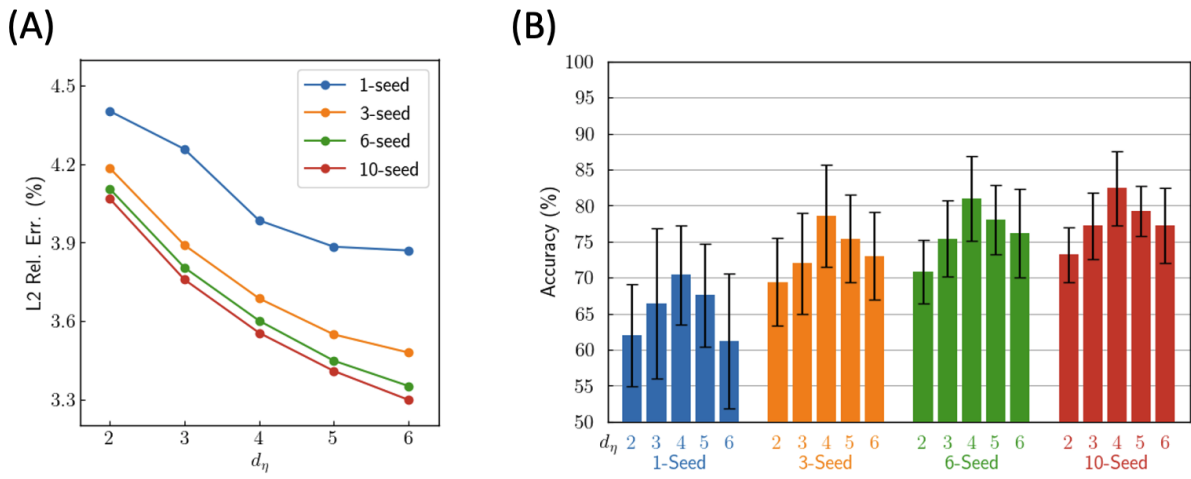 (A)
4.5
4.2
3.9
3.6
3.3
L2 Rel. Err. (%)
2 3 4 5 6
d_η
1-seed
3-seed
6-seed
10-seed
(B)
100
95
90
85
80
75
70
65
60
55
50
Accuracy (%)
d_η 2 3 4 5 6 2 3 4 5 6 2 3 4 5 6 2 3 4 5 6
1-Seed 3-Seed 6-Seed 10-Seed